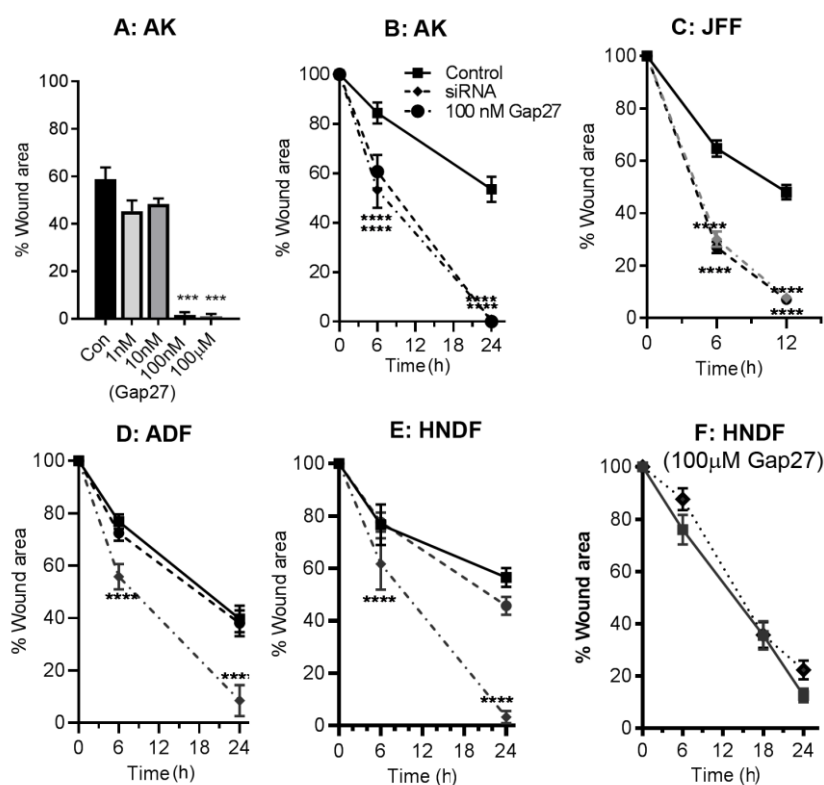 A: AK
% Wound area
100
80
60
40
20
0
*** ***
Con
1nM
10nM
100nM
100μM
(Gap27)
B: AK
% Wound area
100
80
60
40
20
0
Control
siRNA
100 nM Gap27
****
****
****
****
0 6 12 18 24
Time (h)
C: JFF
% Wound area
100
80
60
40
20
0
****
****
****
****
0 6 12
Time (h)
D: ADF
% Wound area
100
80
60
40
20
0
****
****
0 6 12 18 24
Time (h)
E: HNDF
% Wound area
100
80
60
40
20
0
****
****
0 6 12 18 24
Time (h)
F: HNDF
(100μM Gap27)
% Wound area
100
80
60
40
20
0
0 6 12 18 24
Time (h)